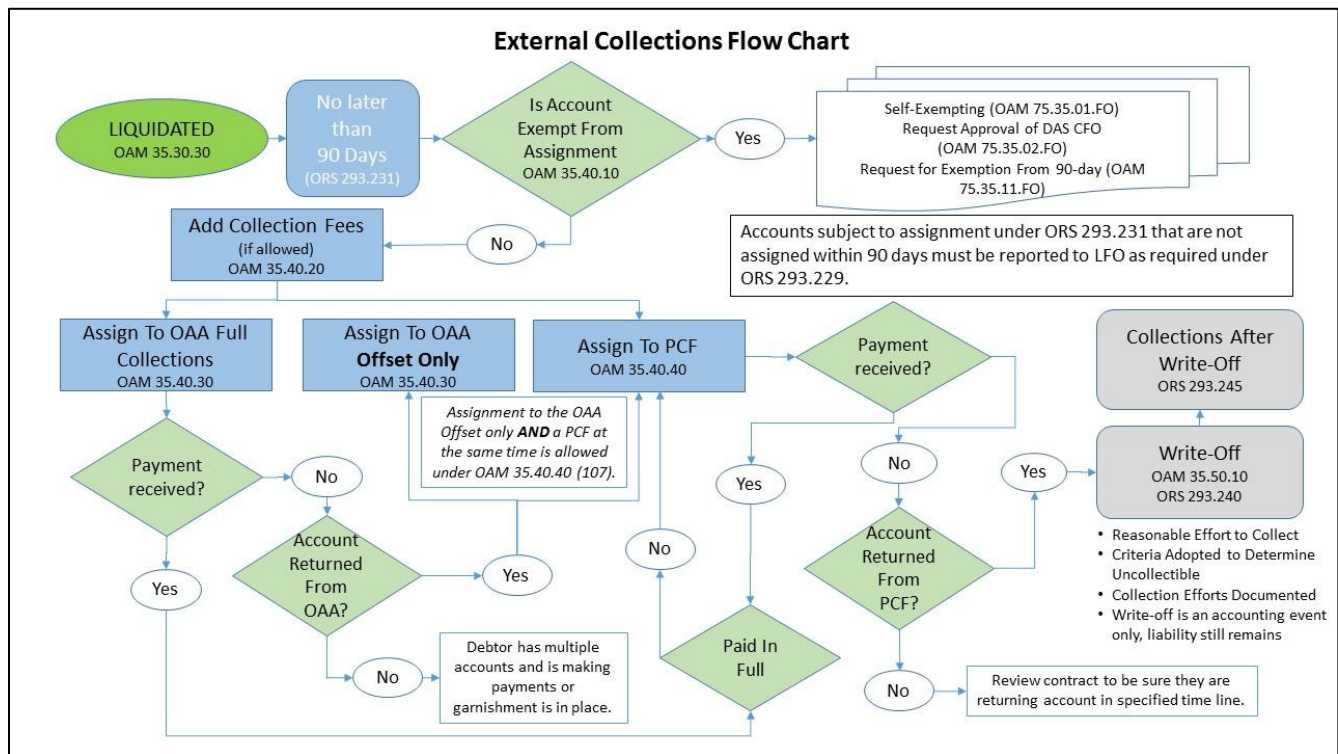 External Collections Flow Chart
LIQUIDATED
OAM 35.30.30
No later
than
90 Days
(ORS 293.231)
Is Account
Exempt From
Assignment
OAM 35.40.10
Yes
Self-Exempting (OAM 75.35.01.FO)
Request Approval of DAS CFO
(OAM 75.35.02.FO)
Request for Exemption From 90-day (OAM
75.35.11.FO)
No
Add Collection Fees
(if allowed)
OAM 35.40.20
Accounts subject to assignment under ORS 293.231 that are not
assigned within 90 days must be reported to LFO as required under
ORS 293.229.
Assign To OAA Full
Collections
OAM 35.40.30
Assign To OAA
Offset Only
OAM 35.40.30
Assign To PCF
OAM 35.40.40
Payment
received?
Collections After
Write-Off
ORS 293.245
Assignment to the OAA
Offset only AND a PCF at
the same time is allowed
under OAM 35.40.40 (107).
Payment
received?
No
Yes
No
Yes
Write-Off
OAM 35.50.10
ORS 293.240
Yes
Account
Returned
From
OAA?
Yes
No
Account
Returned
From
PCF?
• Reasonable Effort to Collect
• Criteria Adopted to Determine
Uncollectible
• Collection Efforts Documented
• Write-off is an accounting event
only, liability still remains
No
Debtor has multiple
accounts and is making
payments or
garnishment is in place.
Paid In
Full
No
Review contract to be sure they are
returning account in specified time line.